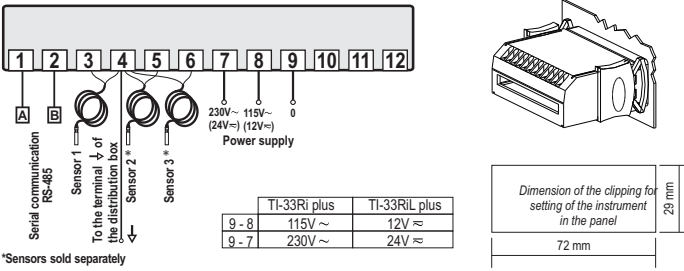 1 2 3 4 5 6 7 8 9 10 11 12
A B
230V~ 115V~ 0
(24V≂) (12V≂)
Power supply
Serial communication
RS-485
Sensor 1
To the terminal ⏚ of
the distribution box
Sensor 2 *
Sensor 3 *
*Sensors sold separately
TI-33Ri plus TI-33RiL plus
9 - 8 115V ~ 12V ≂
9 - 7 230V ~ 24V ≂
Dimension of the clipping for
setting of the instrument
in the panel
29 mm
72 mm